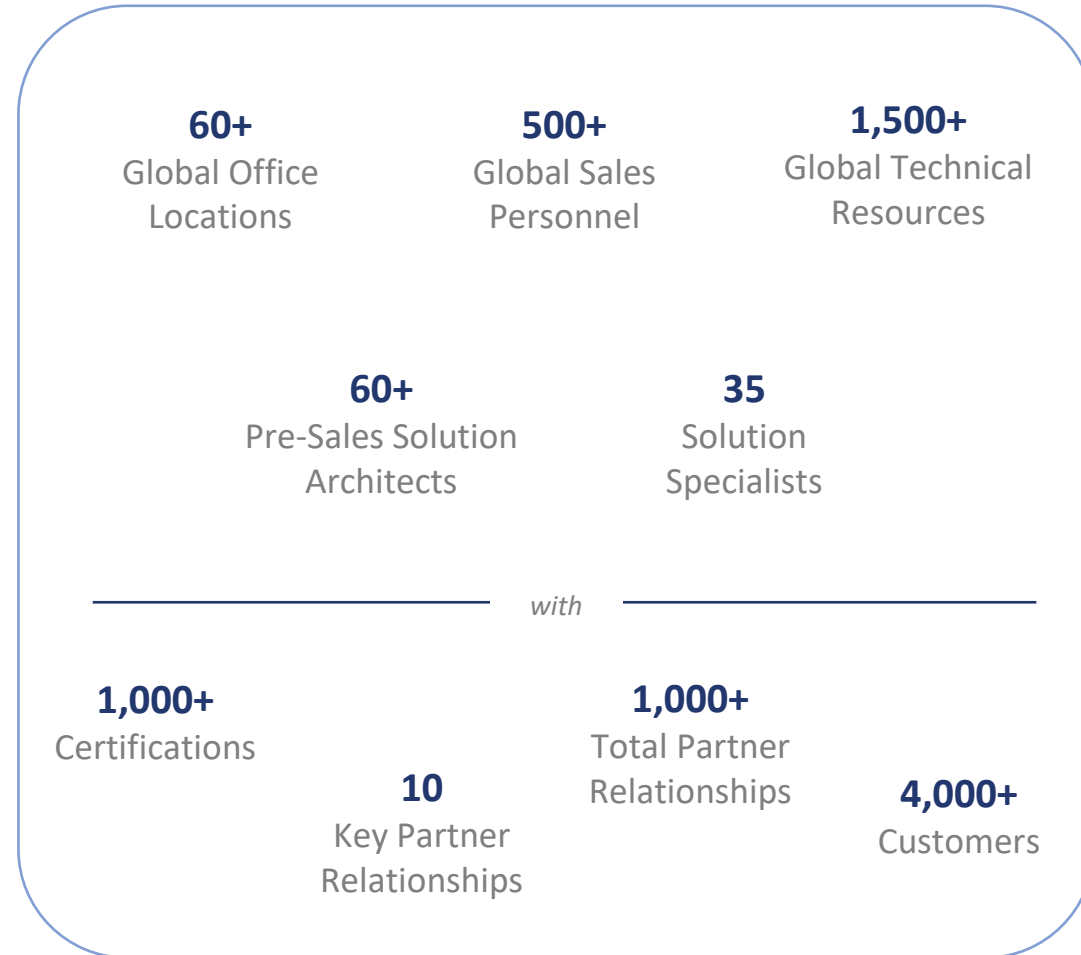 60+
Global Office
Locations
500+
Global Sales
Personnel
1,500+
Global Technical
Resources
60+
Pre-Sales Solution
Architects
35
Solution
Specialists
with
1,000+
Certifications
10
Key Partner
Relationships
1,000+
Total Partner
Relationships
4,000+
Customers